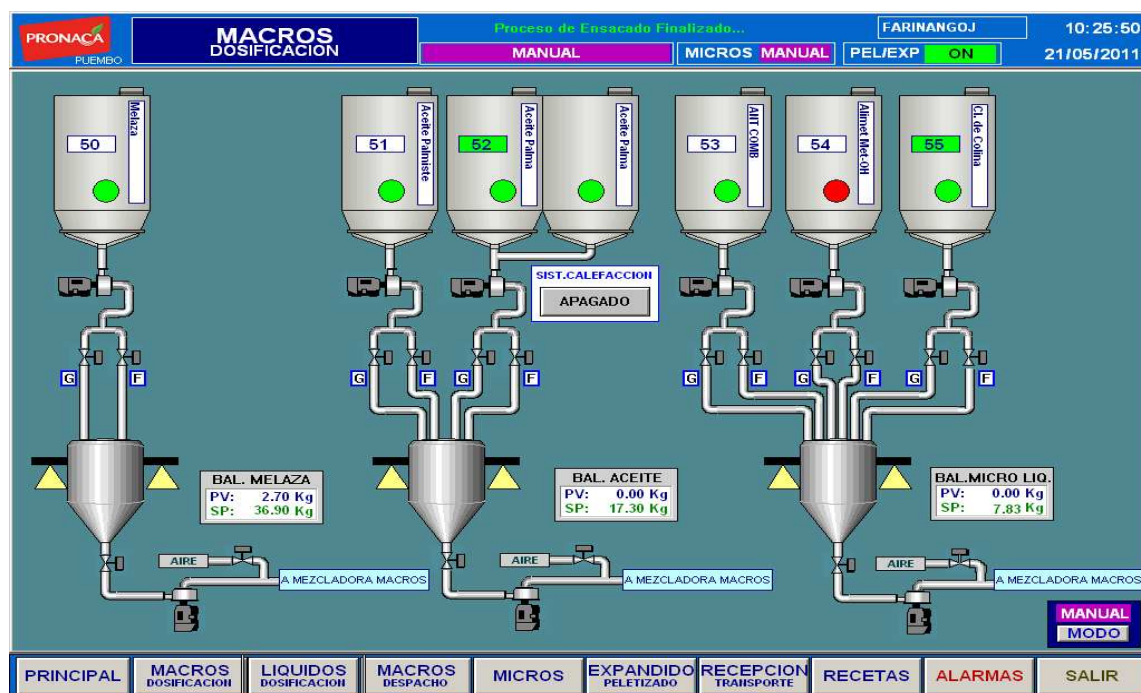 PRONACA
PUEMBO
MACROS
DOSIFICACION
Proceso de Ensacado Finalizado...
MANUAL
MICROS MANUAL
FARINANGOJ
PEL/EXP ON
10:25:50
21/05/2011
50
Melaza
51
Aceite Palmiste
52
Aceite Palma
Aceite Palma
53
ANT COMB
54
Alimet Met-OH
55
Cl. de Colina
SIST.CALEFACCION
APAGADO
G
F
G
F
G
F
G
F
G
F
G
F
BAL. MELAZA
PV: 2.70 Kg
SP: 36.90 Kg
BAL. ACEITE
PV: 0.00 Kg
SP: 17.30 Kg
BAL.MICRO LIQ.
PV: 0.00 Kg
SP: 7.83 Kg
AIRE
A MEZCLADORA MACROS
AIRE
A MEZCLADORA MACROS
AIRE
A MEZCLADORA MACROS
MANUAL
MODO
PRINCIPAL
MACROS
DOSIFICACION
LIQUIDOS
DOSIFICACION
MACROS
DESPACHO
MICROS
EXPANDIDO
PELETIZADO
RECEPCION
TRANSPORTE
RECETAS
ALARMAS
SALIR